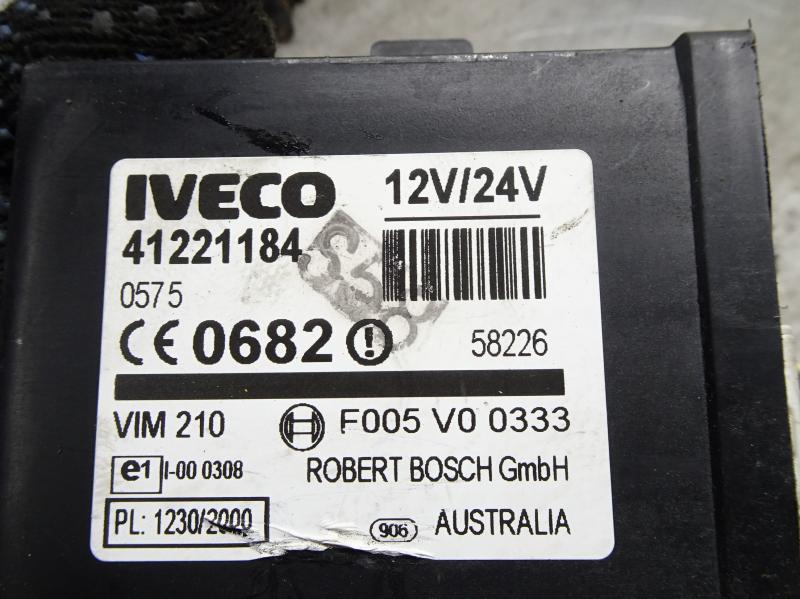 IVECO 12V/24V
41221184
0575
CE 0682 ! 58226
VIM 210 F005 V0 0333
e1 I-00 0308 ROBERT BOSCH GmbH
PL: 1230/2000 906 AUSTRALIA